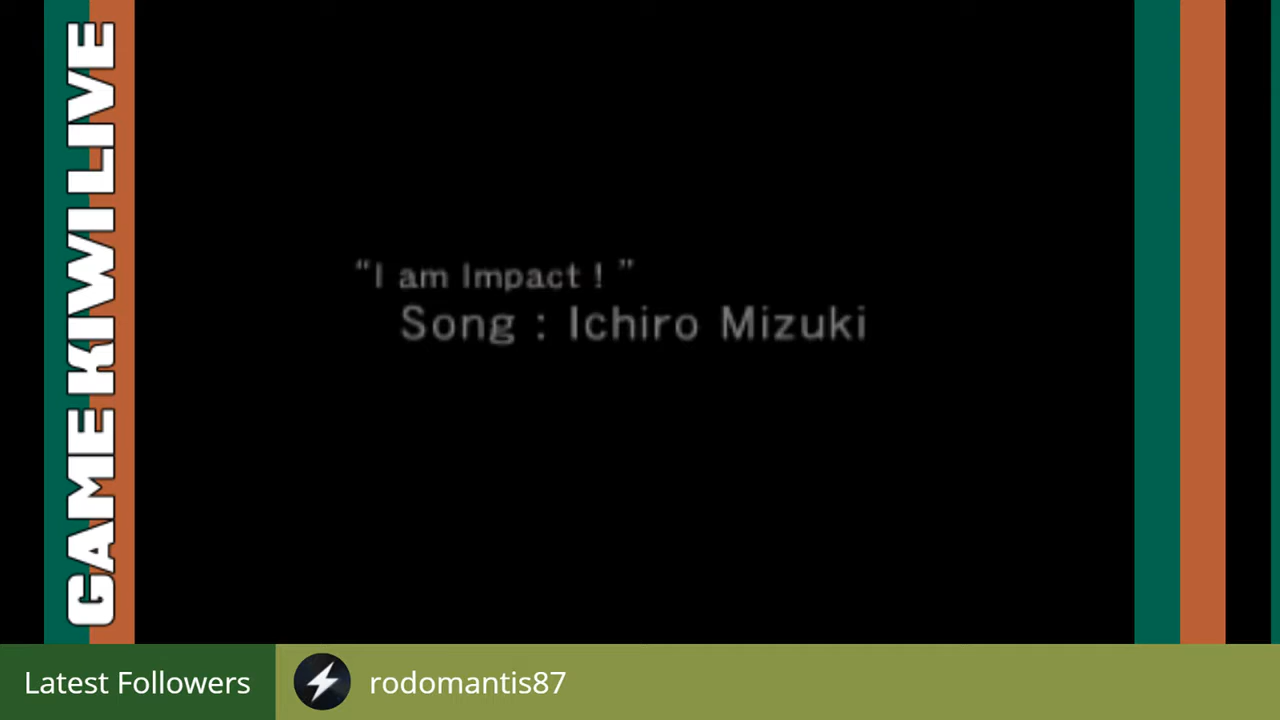 GAME KIWI LIVE
“I am Impact ! ”
Song : Ichiro Mizuki
Latest Followers
rodomantis87